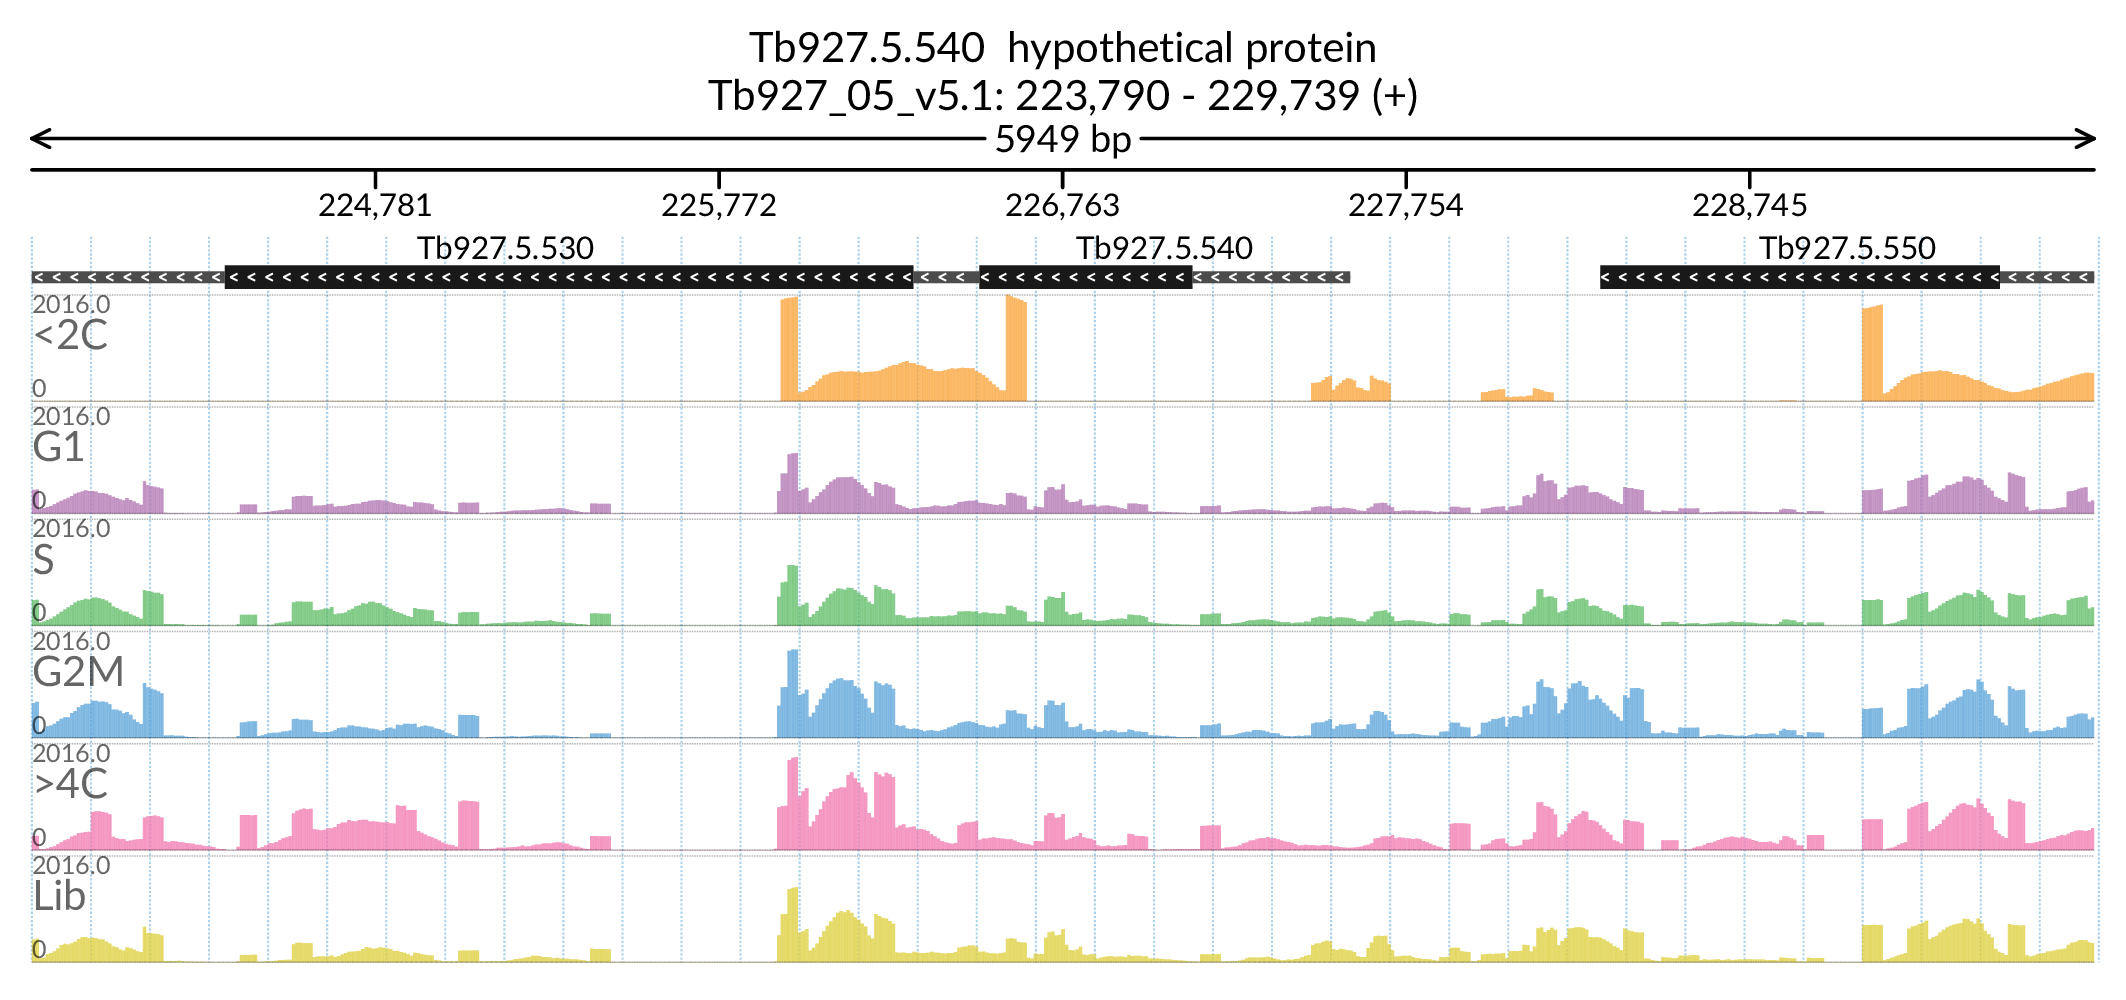 Tb927.5.540  hypothetical protein
Tb927_05_v5.1: 223,790 - 229,739 (+)
5949 bp
224,781 225,772 226,763 227,754 228,745
Tb927.5.530 Tb927.5.540 Tb927.5.550
2016.0
<2C
0
2016.0
G1
0
2016.0
S
0
2016.0
G2M
0
2016.0
>4C
0
2016.0
Lib
0